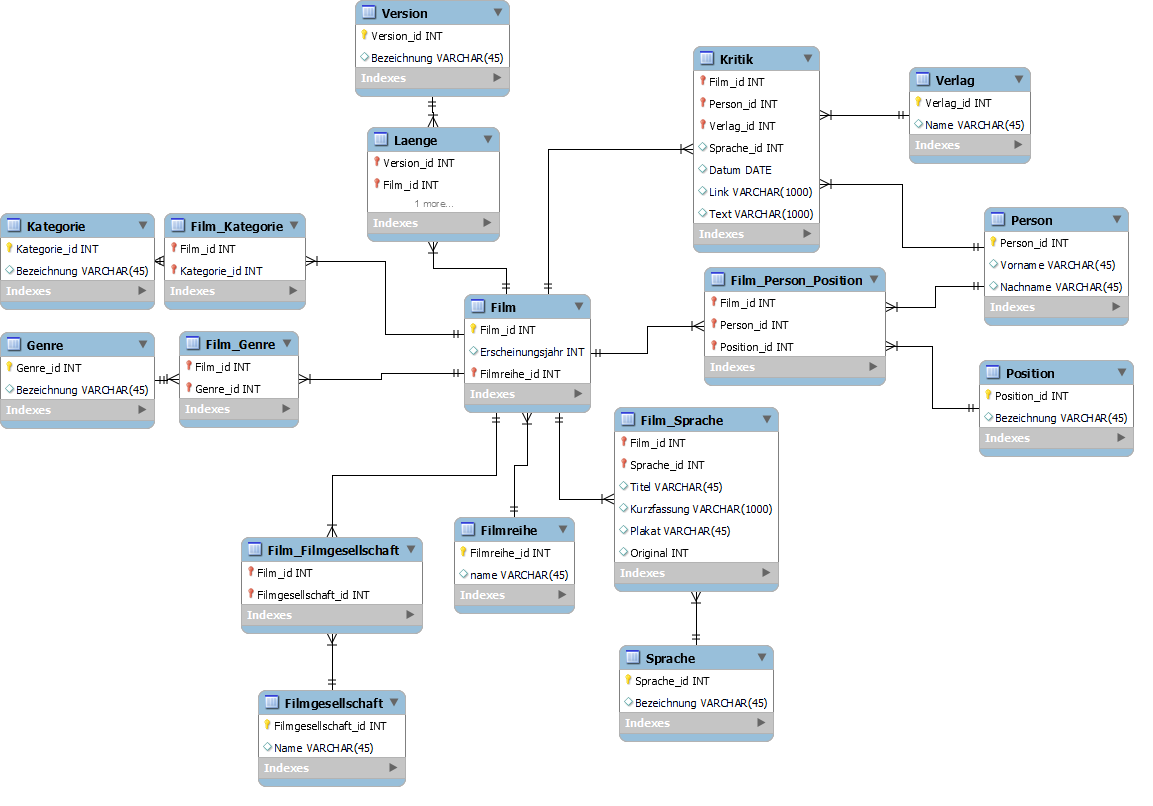 Version
Version_id INT
Bezeichnung VARCHAR(45)
Indexes
Laenge
Version_id INT
Film_id INT
1 more...
Indexes
Kritik
Film_id INT
Person_id INT
Verlag_id INT
Sprache_id INT
Datum DATE
Link VARCHAR(1000)
Text VARCHAR(1000)
Indexes
Verlag
Verlag_id INT
Name VARCHAR(45)
Indexes
Kategorie
Kategorie_id INT
Bezeichnung VARCHAR(45)
Indexes
Film_Kategorie
Film_id INT
Kategorie_id INT
Indexes
Person
Person_id INT
Vorname VARCHAR(45)
Nachname VARCHAR(45)
Indexes
Film_Person_Position
Film_id INT
Person_id INT
Position_id INT
Indexes
Film
Film_id INT
Erscheinungsjahr INT
Filmreihe_id INT
Indexes
Genre
Genre_id INT
Bezeichnung VARCHAR(45)
Indexes
Film_Genre
Film_id INT
Genre_id INT
Indexes
Position
Position_id INT
Bezeichnung VARCHAR(45)
Indexes
Film_Sprache
Film_id INT
Sprache_id INT
Titel VARCHAR(45)
Kurzfassung VARCHAR(1000)
Plakat VARCHAR(45)
Original INT
Indexes
Filmreihe
Filmreihe_id INT
name VARCHAR(45)
Indexes
Film_Filmgesellschaft
Film_id INT
Filmgesellschaft_id INT
Indexes
Sprache
Sprache_id INT
Bezeichnung VARCHAR(45)
Indexes
Filmgesellschaft
Filmgesellschaft_id INT
Name VARCHAR(45)
Indexes